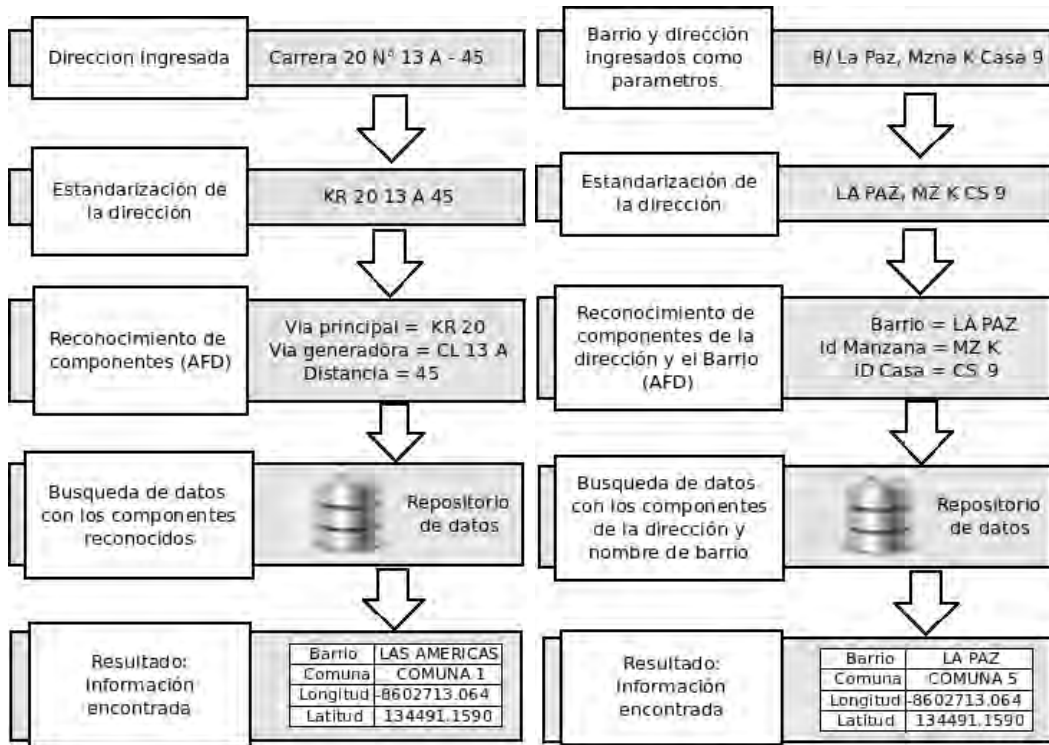 Direccion Ingresada
Carrera 20 N° 13 A - 45
Estandarización de
la dirección
KR 20 13 A 45
Reconocimiento de
componentes (AFD)
Via principal = KR 20
Via generadora = CL 13 A
Distancia = 45
Busqueda de datos
con los componentes
reconocidos
Repositorio
de datos
Resultado:
Información
encontrada
Barrio LAS AMERICAS
Comuna COMUNA 1
Longitud -8602713.064
Latitud 134491.1590
Barrio y dirección
ingresados como
parametros
B/ La Paz, Mzna K Casa 9
Estandarización de
la dirección
LA PAZ, MZ K CS 9
Reconocimiento de
componentes de la
dirección y el Barrio
(AFD)
Barrio = LA PAZ
Id Manzana = MZ K
ID Casa = CS 9
Busqueda de datos
con los componentes
de la dirección y
nombre de barrio
Repositorio
de datos
Resultado:
Información
encontrada
Barrio LA PAZ
Comuna COMUNA 5
Longitud -8602713.064
Latitud 134491.1590